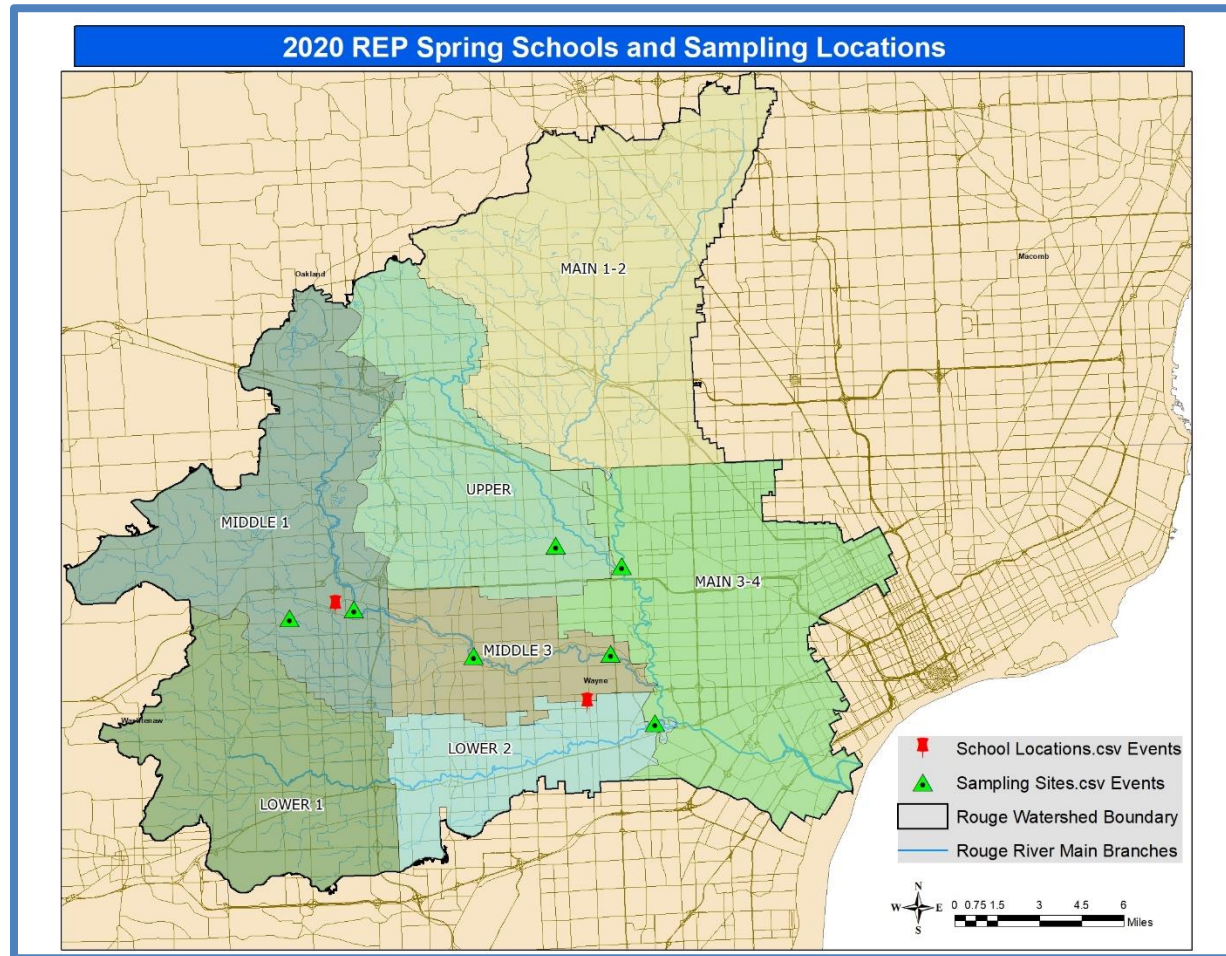 2020 REP Spring Schools and Sampling Locations
Oakland
MAIN 1-2
Macomb
UPPER
MIDDLE 1
MAIN 3-4
MIDDLE 3
Wayne
Washtenaw
LOWER 2
LOWER 1
School Locations.csv Events
Sampling Sites.csv Events
Rouge Watershed Boundary
Rouge River Main Branches
N
W E
S
0 0.75 1.5 3 4.5 6
Miles